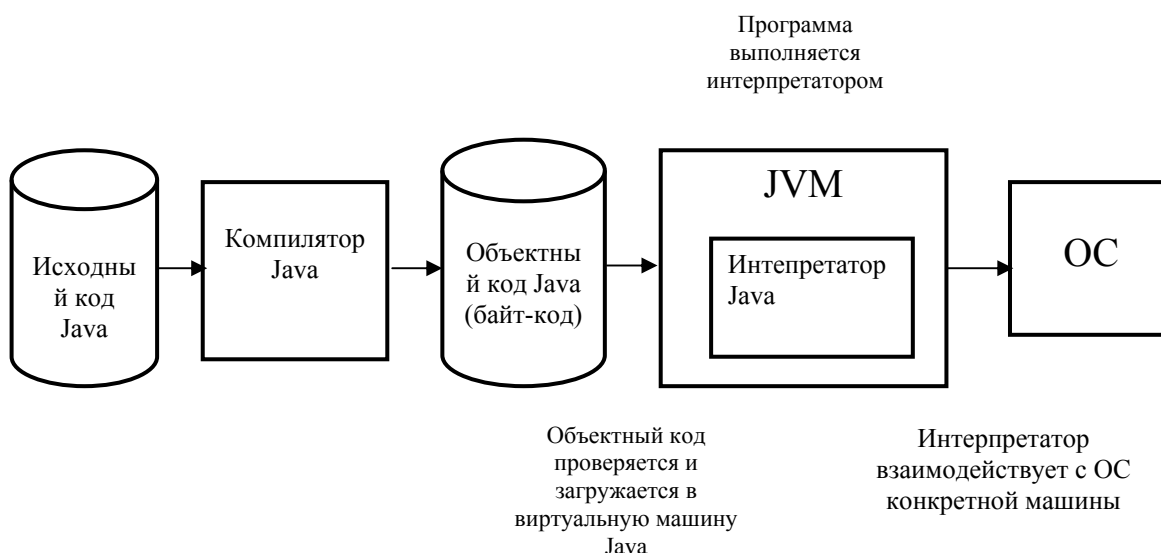 Программа
выполняется
интерпретатором
Исходны
й код
Java
Компилятор
Java
Объектны
й код Java
(байт-код)
JVM
Интепретатор
Java
ОС
Объектный код
проверяется и
загружается в
виртуальную машину
Java
Интерпретатор
взаимодействует с ОС
конкретной машины